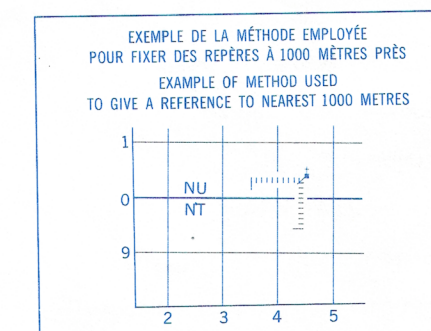 EXEMPLE DE LA MÉTHODE EMPLOYÉE
POUR FIXER DES REPÈRES À 1000 MÈTRES PRÈS
EXAMPLE OF METHOD USED
TO GIVE A REFERENCE TO NEAREST 1000 METRES
1
NU
0
NT
9
2 3 4 5